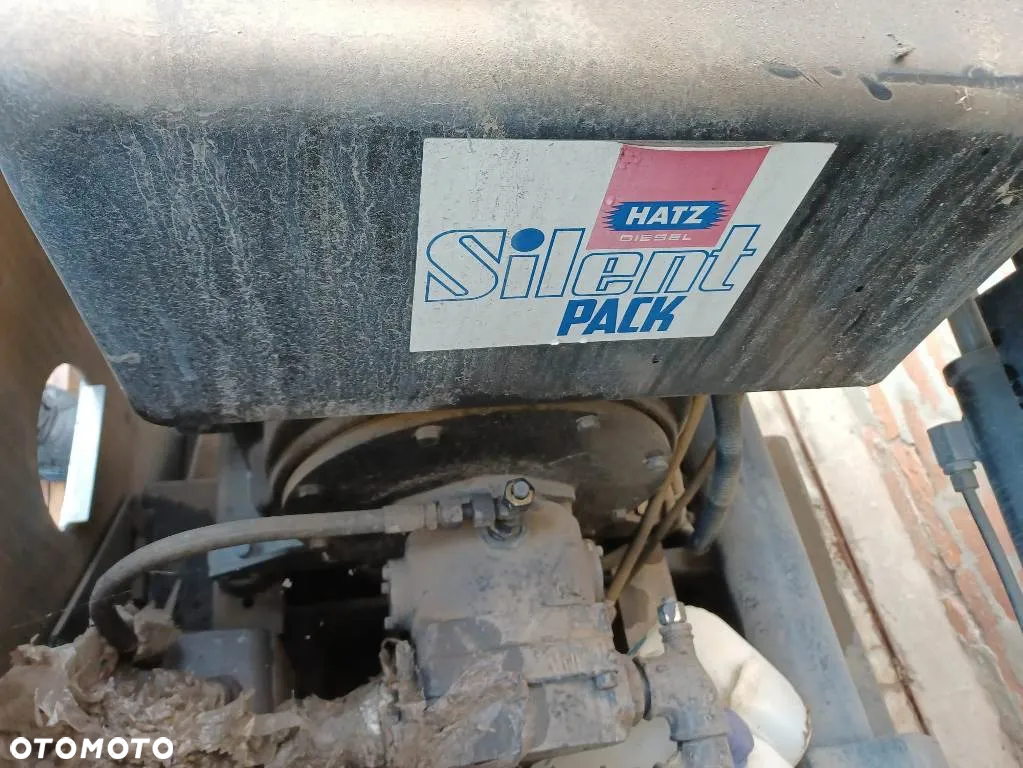 HATZ
DIESEL
Silent
PACK
OTOMOTO